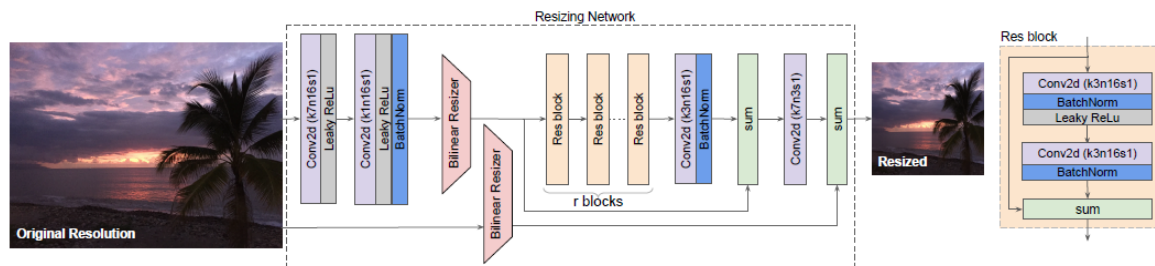 Resizing Network
Original Resolution
Conv2d (k7n16s1)
Leaky ReLu
Conv2d (k1n16s1)
Leaky ReLu
BatchNorm
Bilinear Resizer
Bilinear Resizer
Res block
Res block
Res block
r blocks
Conv2d (k3n16s1)
BatchNorm
sum
Conv2d (k7n3s1)
sum
Resized
Res block
Conv2d (k3n16s1)
BatchNorm
Leaky ReLu
Conv2d (k3n16s1)
BatchNorm
sum